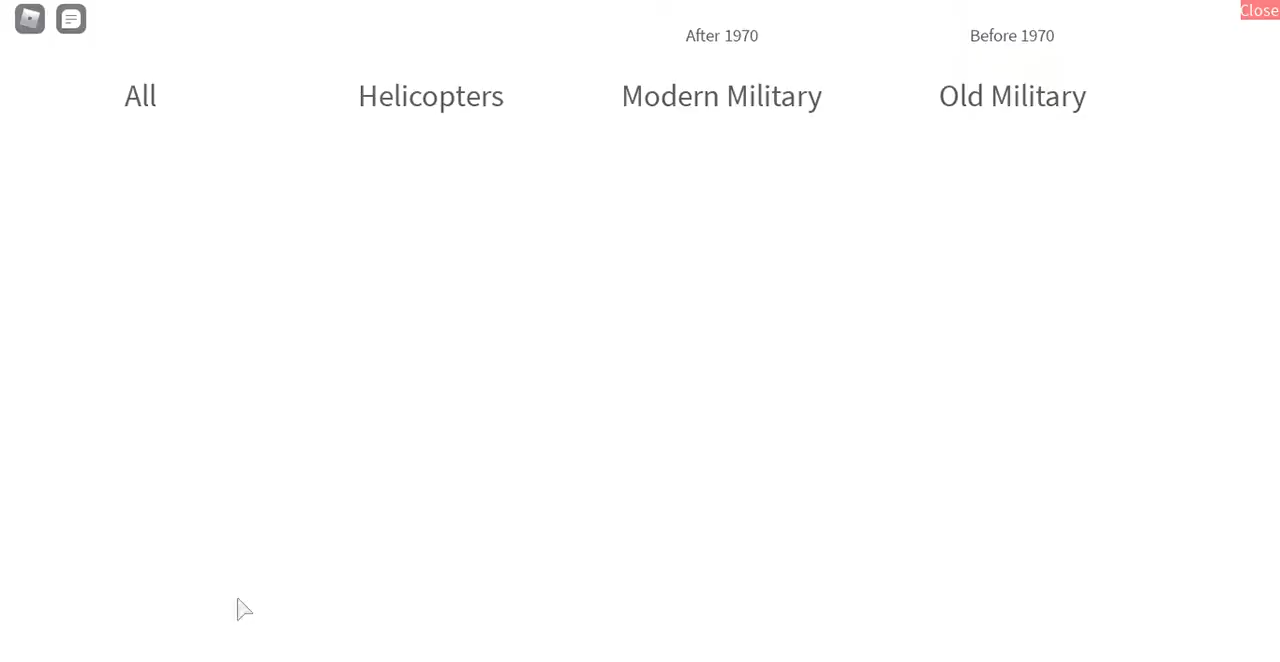 Close
After 1970
Before 1970
All
Helicopters
Modern Military
Old Military